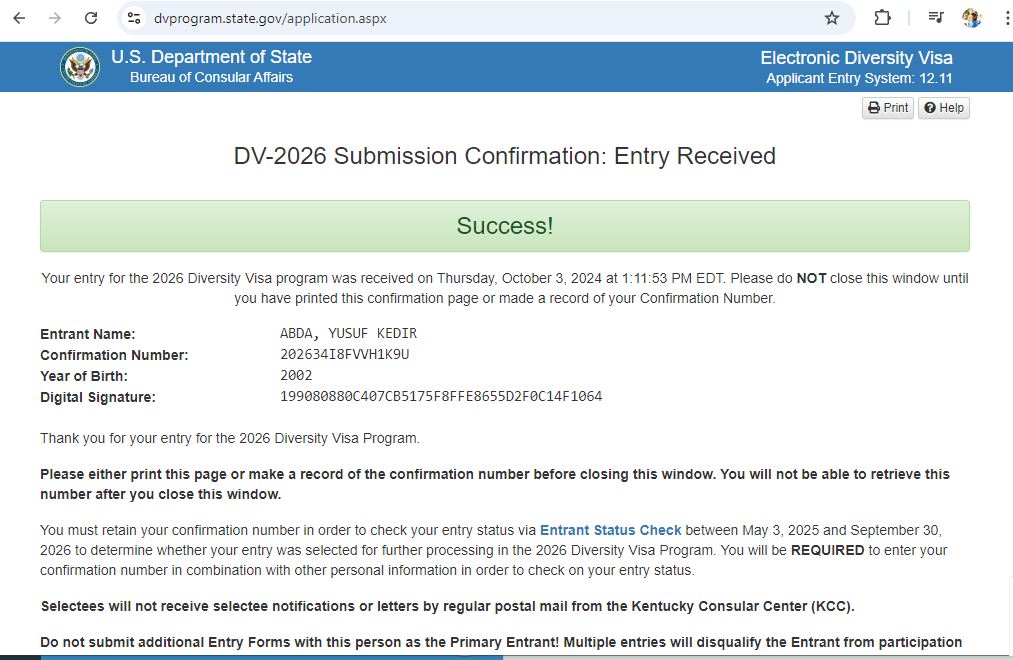 dvprogram.state.gov/application.aspx
U.S. Department of State
Bureau of Consular Affairs
Electronic Diversity Visa
Applicant Entry System: 12.11
Print
Help
DV-2026 Submission Confirmation: Entry Received
Success!
Your entry for the 2026 Diversity Visa program was received on Thursday, October 3, 2024 at 1:11:53 PM EDT. Please do NOT close this window until
you have printed this confirmation page or made a record of your Confirmation Number.
Entrant Name: ABDA, YUSUF KEDIR
Confirmation Number: 202634I8FVVH1K9U
Year of Birth: 2002
Digital Signature: 199080880C407CB5175F8FFE8655D2F0C14F1064
Thank you for your entry for the 2026 Diversity Visa Program.
Please either print this page or make a record of the confirmation number before closing this window. You will not be able to retrieve this
number after you close this window.
You must retain your confirmation number in order to check your entry status via Entrant Status Check between May 3, 2025 and September 30,
2026 to determine whether your entry was selected for further processing in the 2026 Diversity Visa Program. You will be REQUIRED to enter your
confirmation number in combination with other personal information in order to check on your entry status.
Selectees will not receive selectee notifications or letters by regular postal mail from the Kentucky Consular Center (KCC).
Do not submit additional Entry Forms with this person as the Primary Entrant! Multiple entries will disqualify the Entrant from participation